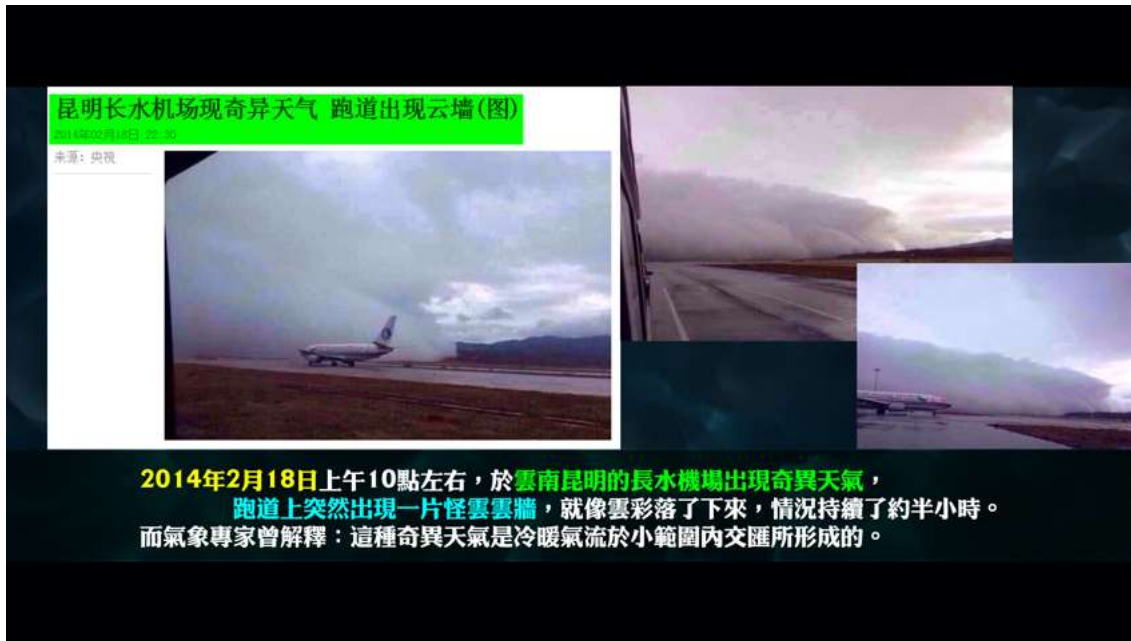 昆明长水机场现奇异天气 跑道出现云墙(图)
2014年02月18日 22:30
来源: 央视
2014年2月18日上午10點左右，於雲南昆明的長水機場出現奇異天氣，
跑道上突然出現一片怪雲雲牆，就像雲彩落了下來，情況持續了約半小時。
而氣象專家曾解釋：這種奇異天氣是冷暖氣流於小範圍內交匯所形成的。